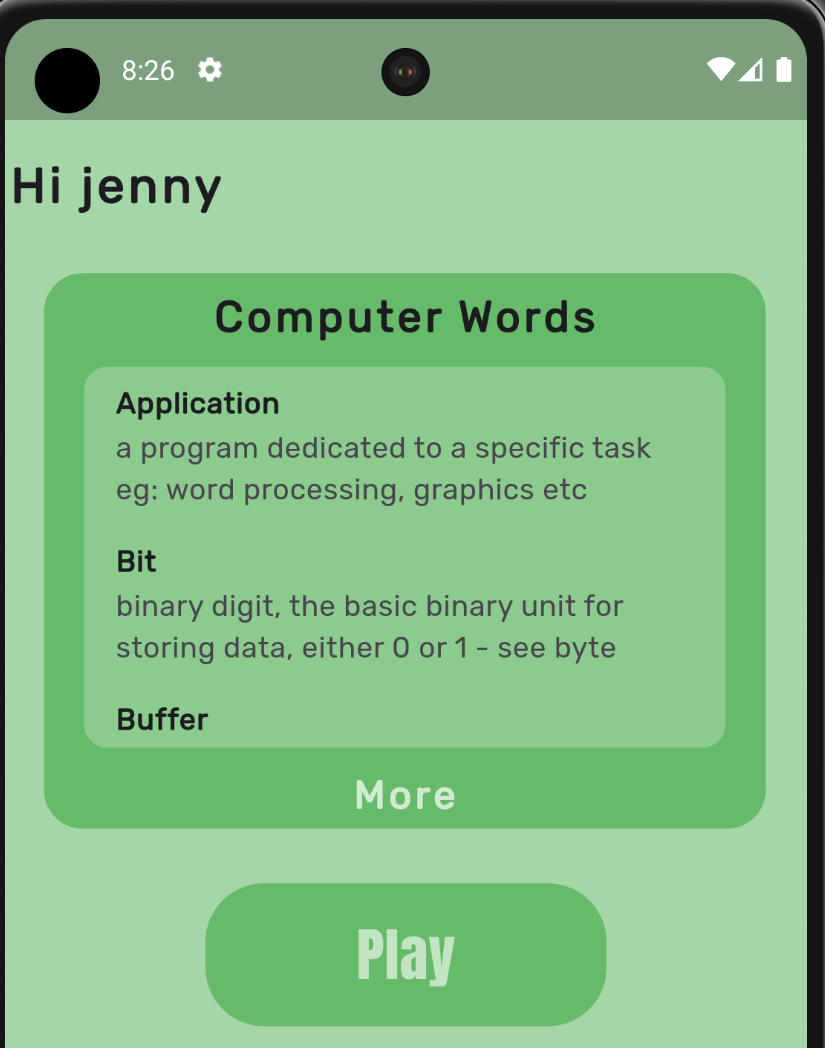 8:26
Hi jenny
Computer Words
Application
a program dedicated to a specific task
eg: word processing, graphics etc
Bit
binary digit, the basic binary unit for
storing data, either 0 or 1 - see byte
Buffer
More
Play